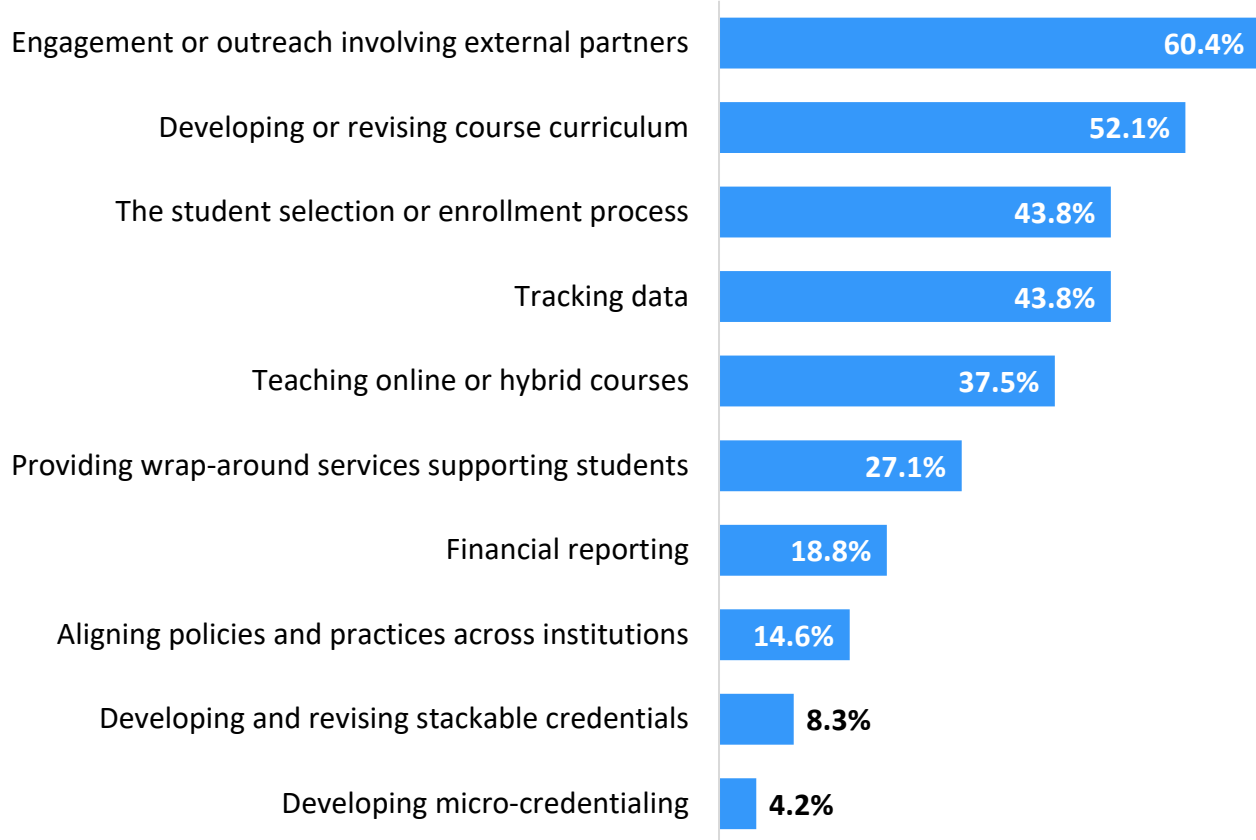 Engagement or outreach involving external partners 60.4%
Developing or revising course curriculum 52.1%
The student selection or enrollment process 43.8%
Tracking data 43.8%
Teaching online or hybrid courses 37.5%
Providing wrap-around services supporting students 27.1%
Financial reporting 18.8%
Aligning policies and practices across institutions 14.6%
Developing and revising stackable credentials 8.3%
Developing micro-credentialing 4.2%